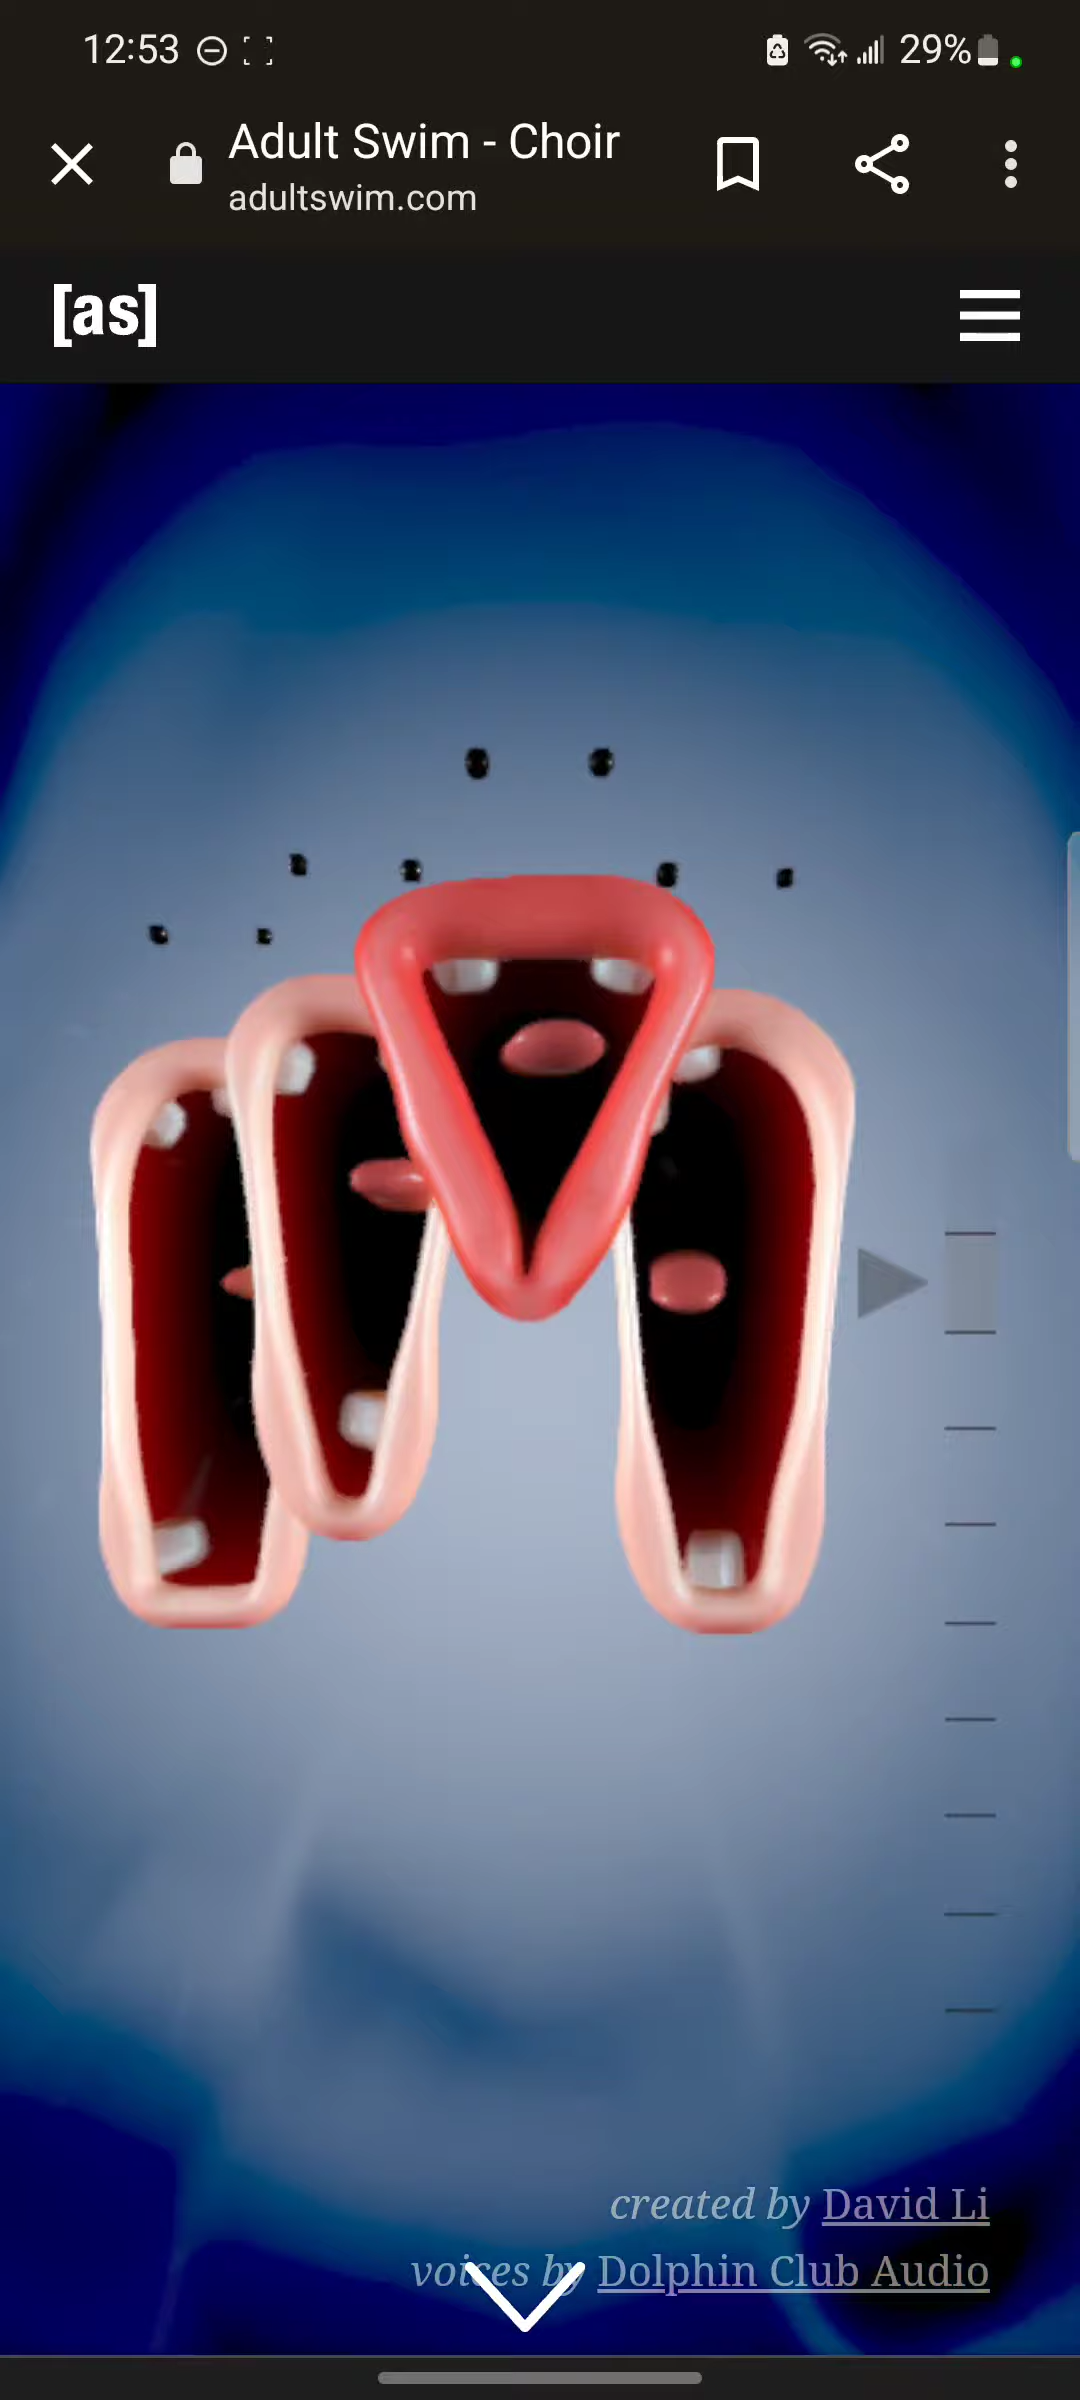 12:53
29%
Adult Swim - Choir
adultswim.com
[as]
created by David Li
voices by Dolphin Club Audio